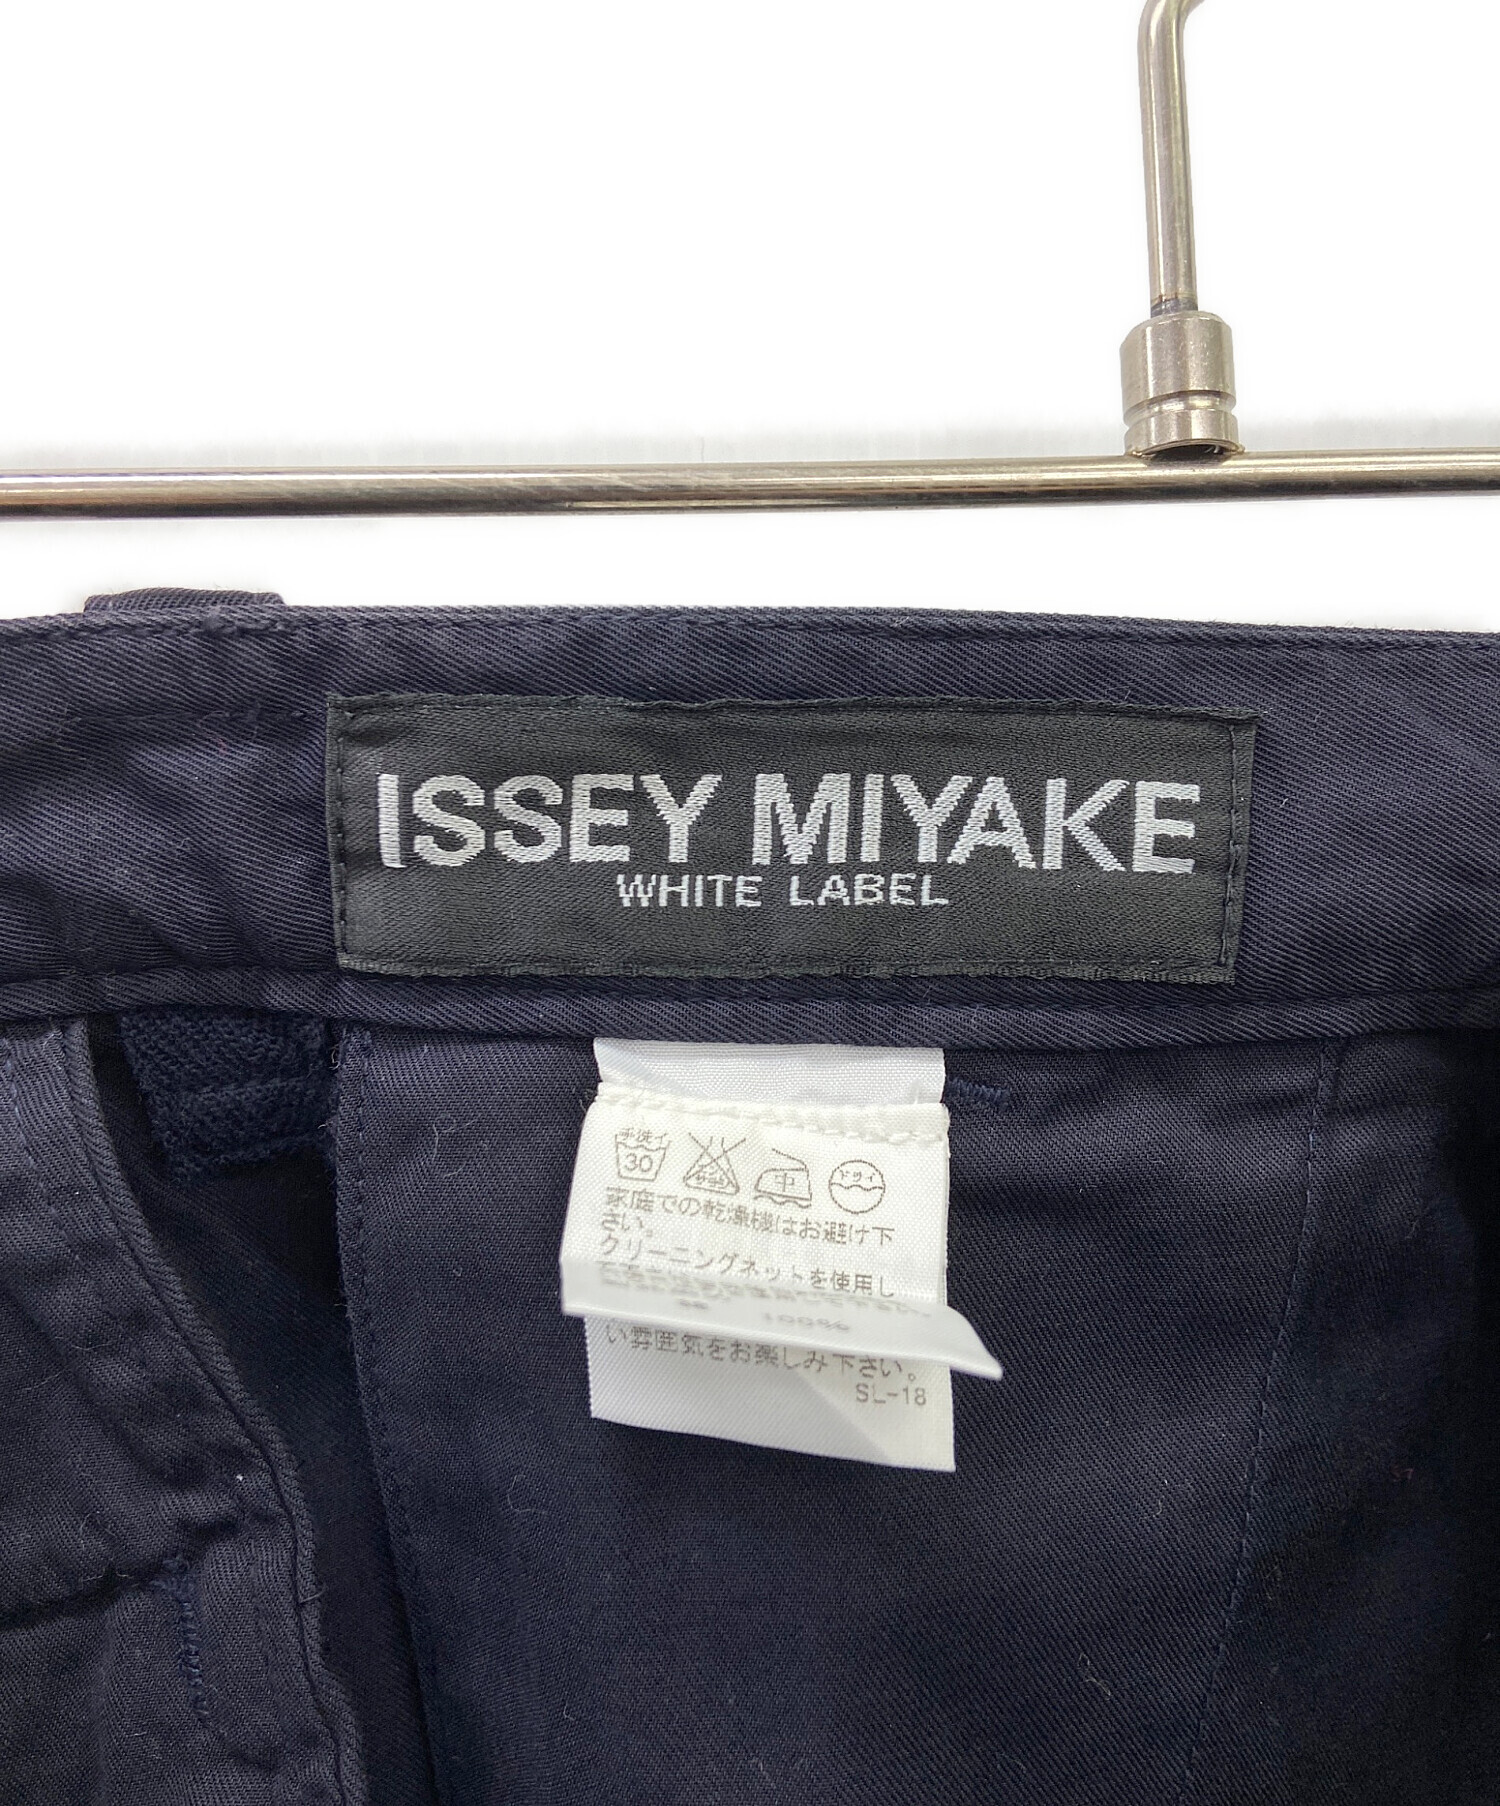 ISSEY MIYAKE
WHITE LABEL
手洗イ
30
中
ドライ
家庭での乾燥機はお避け下
さい。
クリーニングネットを使用し
100%
い雰囲気をお楽しみ下さい。
SL-18